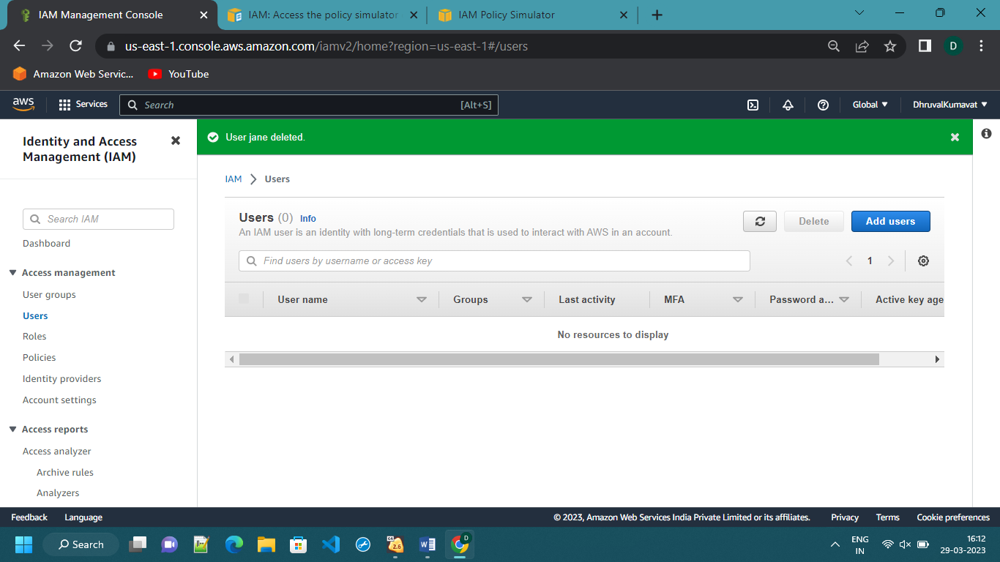 IAM Management Console
IAM: Access the policy simulator
IAM Policy Simulator
us-east-1.console.aws.amazon.com/iamv2/home?region=us-east-1#/users
D
Amazon Web Servic...
YouTube
aws
Services
Search
[Alt+S]
Global
DhruvalKumavat
Identity and Access
Management (IAM)
Search IAM
Dashboard
Access management
User groups
Users
Roles
Policies
Identity providers
Account settings
Access reports
Access analyzer
Archive rules
Analyzers
User jane deleted.
IAM
Users
Users (0) Info
An IAM user is an identity with long-term credentials that is used to interact with AWS in an account.
Delete
Add users
Find users by username or access key
1
User name
Groups
Last activity
MFA
Password a...
Active key age
No resources to display
Feedback
Language
© 2023, Amazon Web Services India Private Limited or its affiliates.
Privacy
Terms
Cookie preferences
Search
64
2.6
D
ENG
IN
16:12
29-03-2023